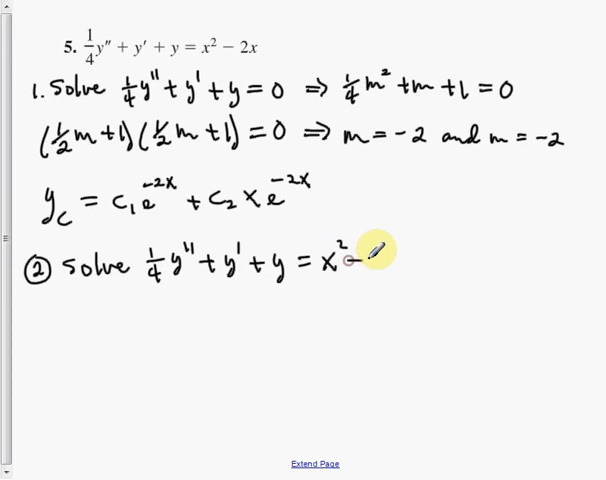 5. 1/4 y″ + y′ + y = x² − 2x
1. Solve 1/4 y" + y' + y = 0 ⇒ 1/4 m² + m + 1 = 0
(1/2 m + 1)(1/2 m + 1) = 0 ⇒ m = −2 and m = −2
y_c = c₁e^(−2x) + c₂xe^(−2x)
② Solve 1/4 y" + y' + y = x² −
Extend Page